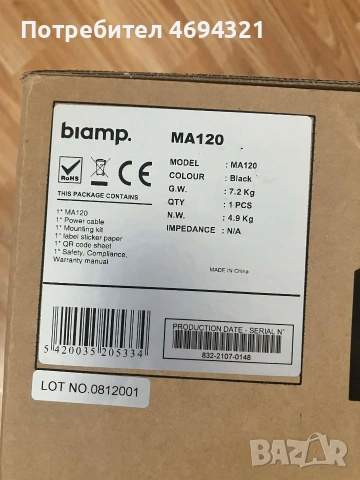 Потребител 4694321
biamp.
MA120
RoHS
CE
THIS PACKAGE CONTAINS
1* MA120
1* Power cable
1* Mounting kit
1* label sticker paper
1* QR code sheet
1* Safety, Compliance,
Warranty manual
MODEL : MA120
COLOUR : Black
G.W. : 7.2 Kg
QTY : 1 PCS
N.W. : 4.9 Kg
IMPEDANCE : N/A
MADE IN China
5 420035 205334
PRODUCTION DATE - SERIAL N°
832-2107-0148
LOT NO.0812001
BAZAR